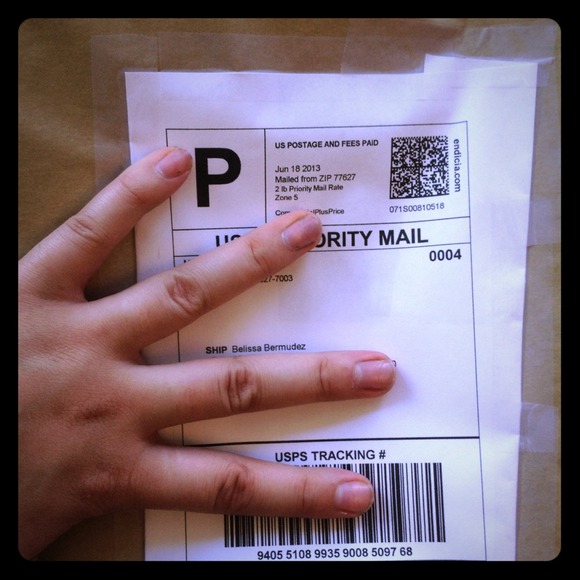 P
US POSTAGE AND FEES PAID
Jun 18 2013
Mailed from ZIP 77627
2 lb Priority Mail Rate
Zone 5
endicia.com
071S00810518
PRIORITY MAIL
0004
SHIP Belissa Bermudez
USPS TRACKING #
9405 5108 9935 9008 5097 68